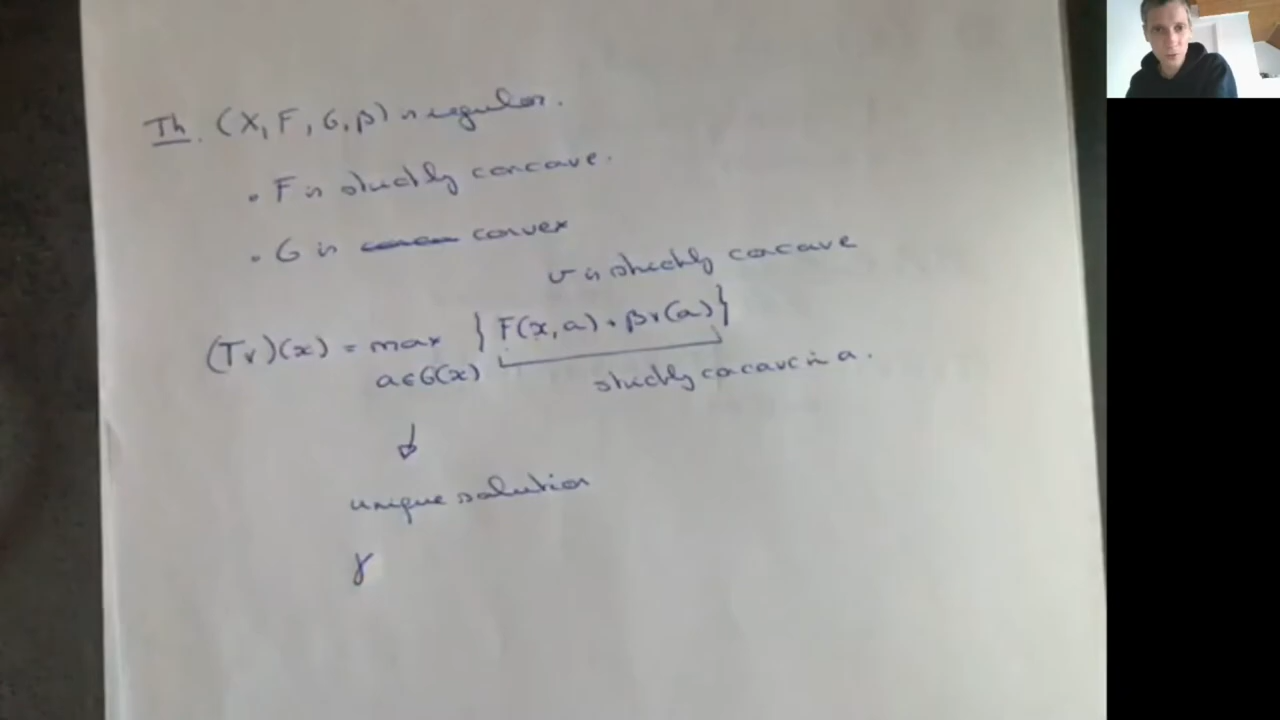 Th. (X, F, G, β) is regular.
• F is strictly concave.
• G is convex
v is strictly concave
(Tv)(x) = max { F(x, a) + βv(a) }
a ∈ G(x)
strictly concave in a.
↓
unique solution
γ